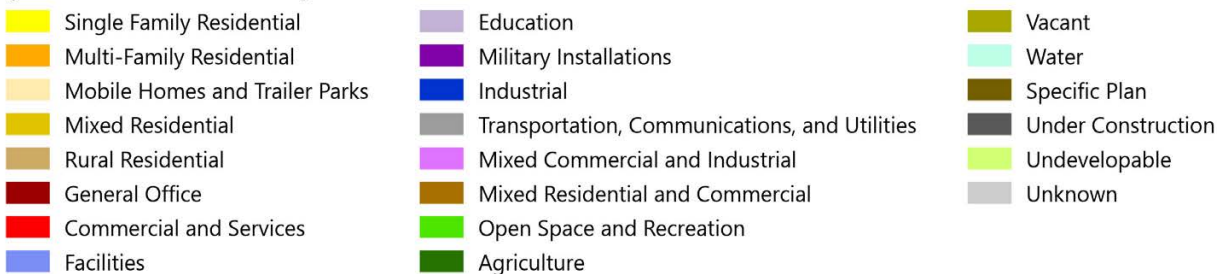 Single Family Residential
Multi-Family Residential
Mobile Homes and Trailer Parks
Mixed Residential
Rural Residential
General Office
Commercial and Services
Facilities
Education
Military Installations
Industrial
Transportation, Communications, and Utilities
Mixed Commercial and Industrial
Mixed Residential and Commercial
Open Space and Recreation
Agriculture
Vacant
Water
Specific Plan
Under Construction
Undevelopable
Unknown